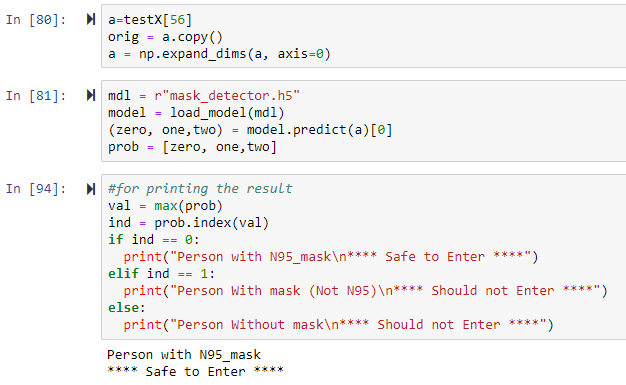 In [80]:
a=testX[56]
orig = a.copy()
a = np.expand_dims(a, axis=0)
In [81]:
mdl = r"mask_detector.h5"
model = load_model(mdl)
(zero, one,two) = model.predict(a)[0]
prob = [zero, one,two]
In [94]:
#for printing the result
val = max(prob)
ind = prob.index(val)
if ind == 0:
  print("Person with N95_mask\n**** Safe to Enter ****")
elif ind == 1:
  print("Person With mask (Not N95)\n**** Should not Enter ****")
else:
  print("Person Without mask\n**** Should not Enter ****")
Person with N95_mask
**** Safe to Enter ****